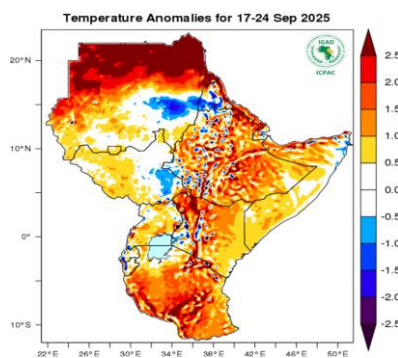 Temperature Anomalies for 17-24 Sep 2025
IGAD
ICPAC
20°N
10°N
0°
10°S
22°E 26°E 30°E 34°E 38°E 42°E 46°E 50°E
2.5
2.0
1.5
1.0
0.5
0.0
-0.5
-1.0
-1.5
-2.0
-2.5